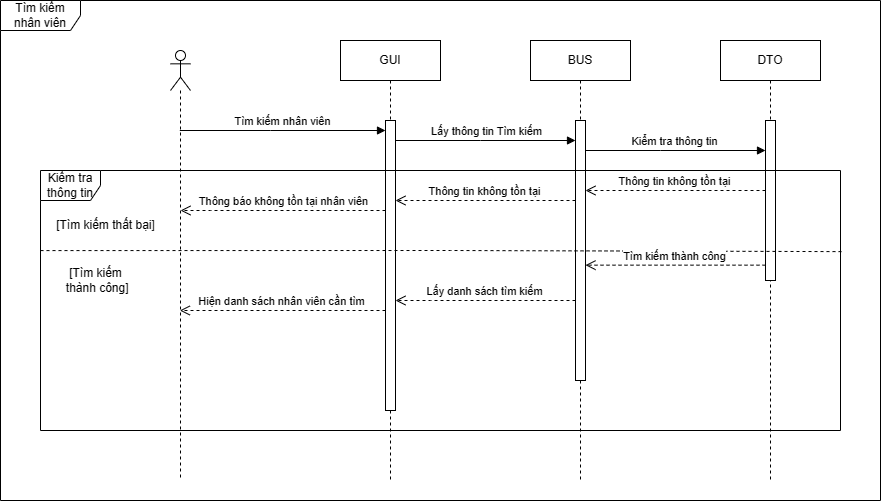 Tìm kiếm
nhân viên
GUI
BUS
DTO
Tìm kiếm nhân viên
Lấy thông tin Tìm kiếm
Kiểm tra thông tin
Kiểm tra
thông tin
Thông tin không tồn tại
Thông tin không tồn tại
Thông báo không tồn tại nhân viên
[Tìm kiếm thất bại]
Tìm kiếm thành công
[Tìm kiếm
thành công]
Lấy danh sách tìm kiếm
Hiện danh sách nhân viên cần tìm